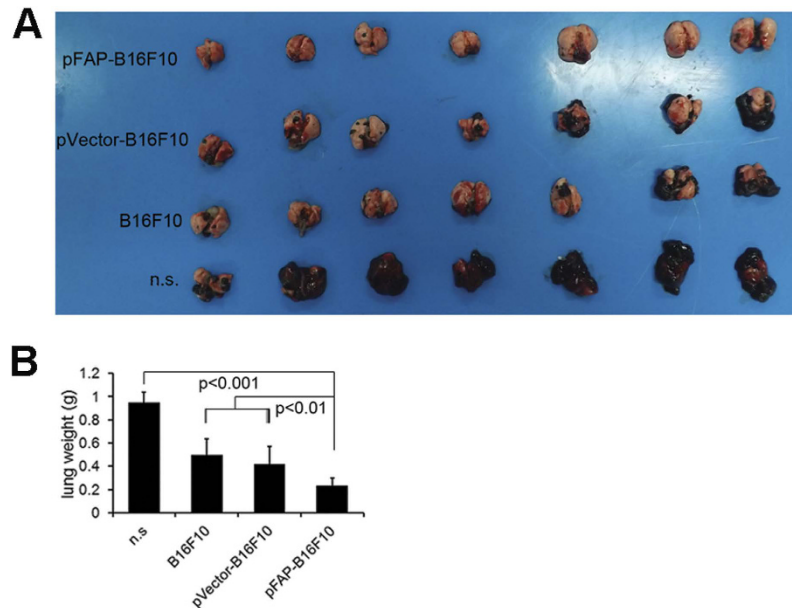 A
pFAP-B16F10
pVector-B16F10
B16F10
n.s.
B
lung weight (g)
1.2
1
0.8
0.6
0.4
0.2
0
p<0.001
p<0.01
n.s
B16F10
pVector-B16F10
pFAP-B16F10